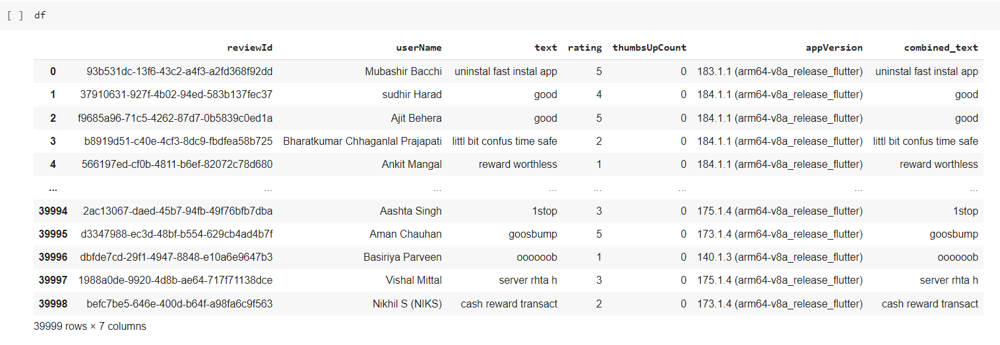 [ ] df
reviewId userName text rating thumbsUpCount appVersion combined_text
0 93b531dc-13f6-43c2-a4f3-a2fd368f92dd Mubashir Bacchi uninstal fast instal app 5 0 183.1.1 (arm64-v8a_release_flutter) uninstal fast instal app
1 37910631-927f-4b02-94ed-583b137fec37 sudhir Harad good 4 0 184.1.1 (arm64-v8a_release_flutter) good
2 f9685a96-71c5-4262-87d7-0b5839c0ed1a Ajit Behera good 5 0 184.1.1 (arm64-v8a_release_flutter) good
3 b8919d51-c40e-4cf3-8dc9-fbdfea58b725 Bharatkumar Chhaganlal Prajapati littl bit confus time safe 2 0 184.1.1 (arm64-v8a_release_flutter) littl bit confus time safe
4 566197ed-cf0b-4811-b6ef-82072c78d680 Ankit Mangal reward worthless 1 0 184.1.1 (arm64-v8a_release_flutter) reward worthless
... ... ... ... ... ... ... ...
39994 2ac13067-daed-45b7-94fb-49f76bfb7dba Aashta Singh 1stop 3 0 175.1.4 (arm64-v8a_release_flutter) 1stop
39995 d3347988-ec3d-48bf-b554-629cb4ad4b7f Aman Chauhan goosbump 5 0 173.1.4 (arm64-v8a_release_flutter) goosbump
39996 dbfde7cd-29f1-4947-8848-e10a6e9647b3 Basiriya Parveen oooooob 1 0 140.1.3 (arm64-v8a_release_flutter) oooooob
39997 1988a0de-9920-4d8b-ae64-717f71138dce Vishal Mittal server rhta h 3 0 175.1.4 (arm64-v8a_release_flutter) server rhta h
39998 befc7be5-646e-400d-b64f-a98fa6c9f563 Nikhil S (NIKS) cash reward transact 2 0 173.1.4 (arm64-v8a_release_flutter) cash reward transact
39999 rows × 7 columns